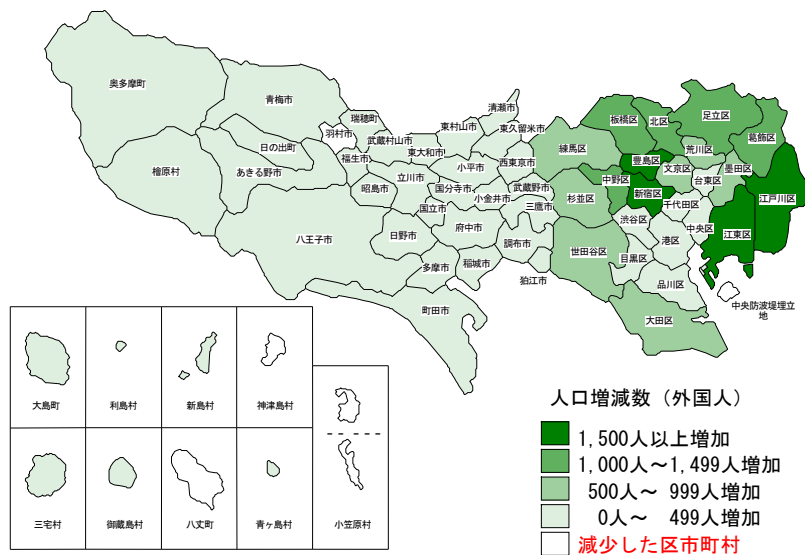 奥多摩町
青梅市
瑞穂町
羽村市
日の出町
檜原村
あきる野市
福生市
武蔵村山市
東大和市
東村山市
清瀬市
東久留米市
昭島市
立川市
小平市
西東京市
国分寺市
小金井市
武蔵野市
三鷹市
国立市
府中市
調布市
狛江市
八王子市
日野市
多摩市
稲城市
町田市
板橋区
北区
足立区
葛飾区
練馬区
豊島区
荒川区
文京区
台東区
墨田区
江戸川区
中野区
新宿区
杉並区
千代田区
渋谷区
中央区
江東区
港区
世田谷区
目黒区
品川区
大田区
中央防波堤埋立
地
大島町
利島村
新島村
神津島村
三宅村
御蔵島村
八丈町
青ヶ島村
小笠原村
人口増減数（外国人）
1,500人以上増加
1,000人～1,499人増加
500人～ 999人増加
0人～ 499人増加
減少した区市町村